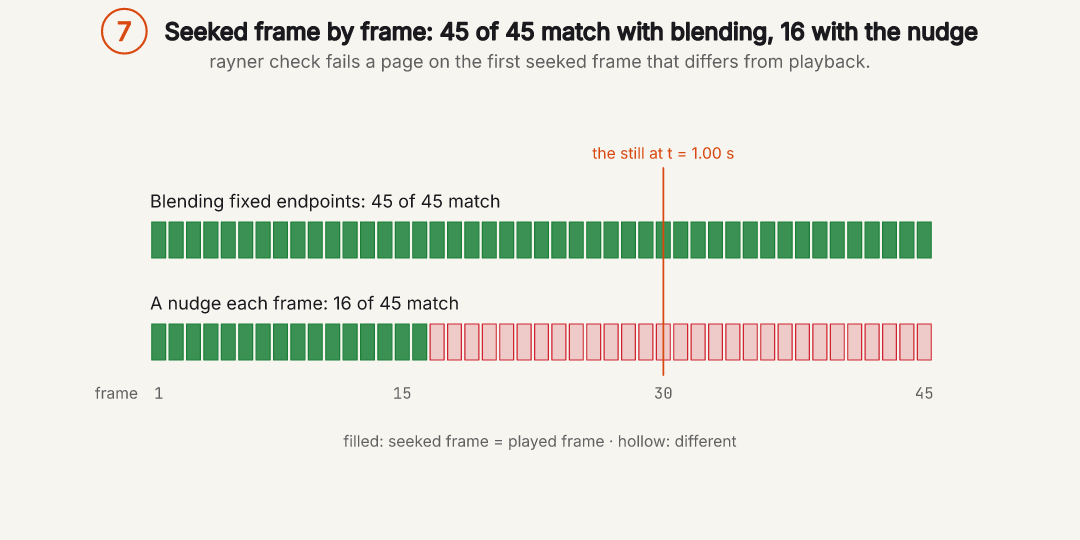 7
Seeked frame by frame: 45 of 45 match with blending, 16 with the nudge
rayner check fails a page on the first seeked frame that differs from playback.
the still at t = 1.00 s
Blending fixed endpoints: 45 of 45 match
A nudge each frame: 16 of 45 match
frame 1 15 30 45
filled: seeked frame = played frame · hollow: different